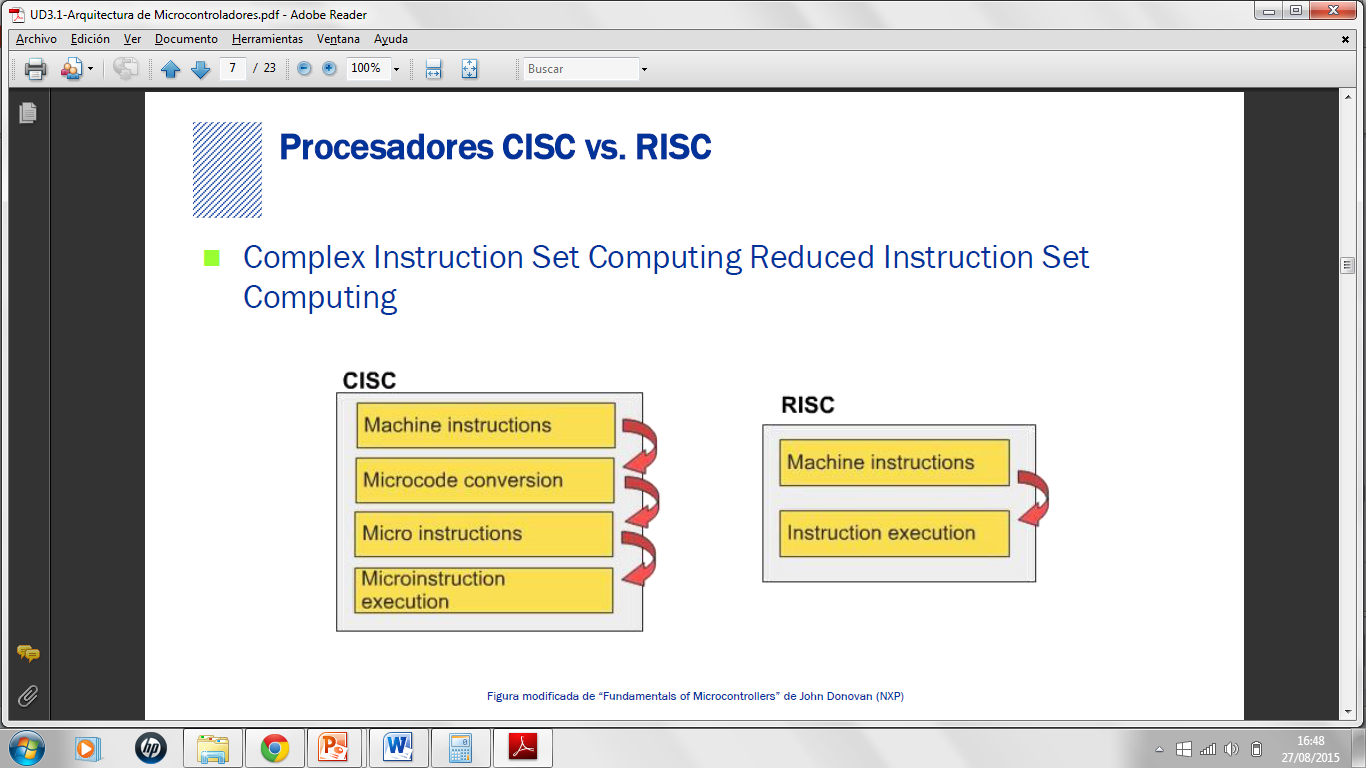 UD3.1-Arquitectura de Microcontroladores.pdf - Adobe Reader
Archivo Edición Ver Documento Herramientas Ventana Ayuda
7 / 23 100% Buscar
Procesadores CISC vs. RISC
Complex Instruction Set Computing Reduced Instruction Set
Computing
CISC
Machine instructions
Microcode conversion
Micro instructions
Microinstruction
execution
RISC
Machine instructions
Instruction execution
Figura modificada de “Fundamentals of Microcontrollers” de John Donovan (NXP)
hp
16:48
27/08/2015